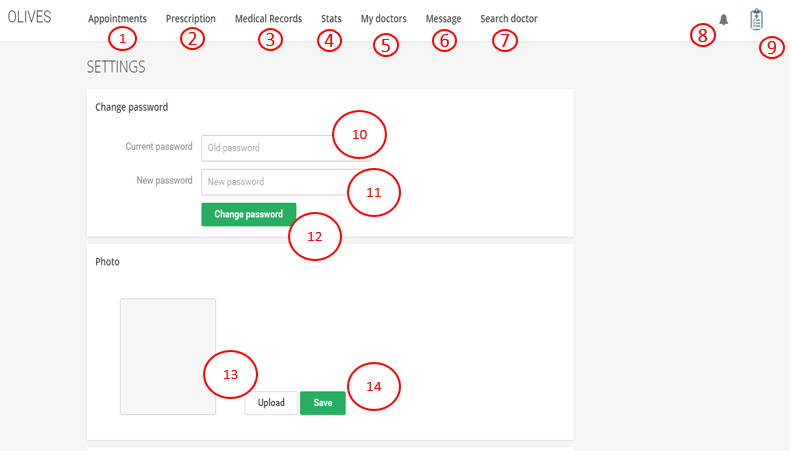 OLIVES Appointments Prescription Medical Records Stats My doctors Message Search doctor
1 2 3 4 5 6 7 8 9
SETTINGS
Change password
10
Current password Old password
New password New password
11
Change password
12
Photo
13
14
Upload Save